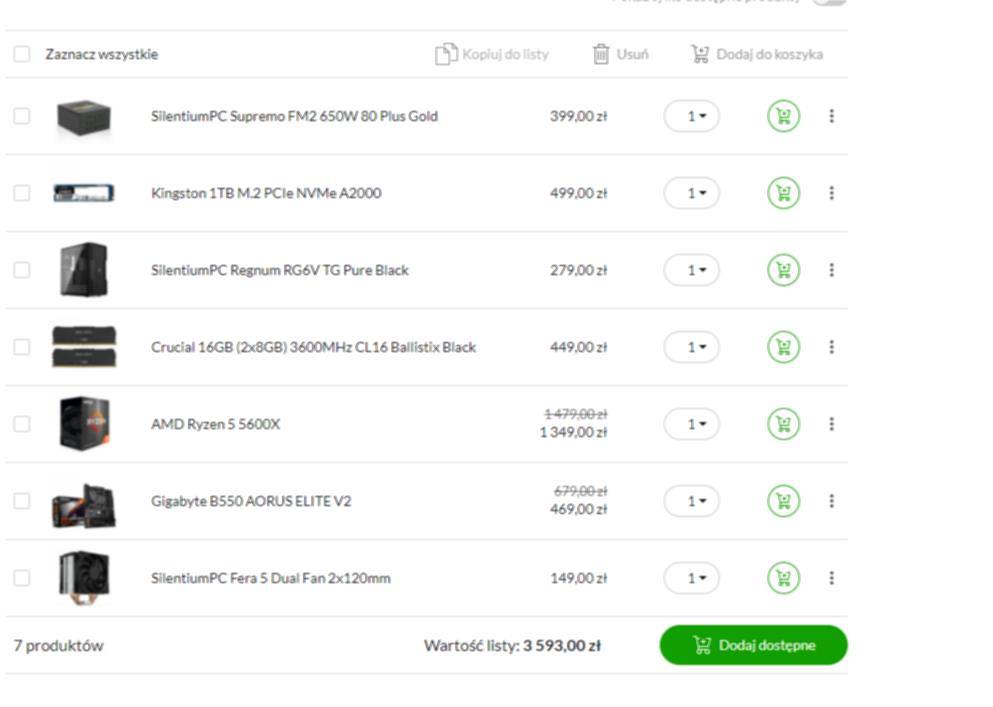 Zaznacz wszystkie Kopiuj do listy Usuń Dodaj do koszyka
SilentiumPC Supremo FM2 650W 80 Plus Gold 399,00 zł 1
Kingston 1TB M.2 PCIe NVMe A2000 499,00 zł 1
SilentiumPC Regnum RG6V TG Pure Black 279,00 zł 1
Crucial 16GB (2x8GB) 3600MHz CL16 Ballistix Black 449,00 zł 1
1 479,00 zł
AMD Ryzen 5 5600X 1 349,00 zł 1
679,00 zł
Gigabyte B550 AORUS ELITE V2 469,00 zł 1
SilentiumPC Fera 5 Dual Fan 2x120mm 149,00 zł 1
7 produktów Wartość listy: 3 593,00 zł Dodaj dostępne